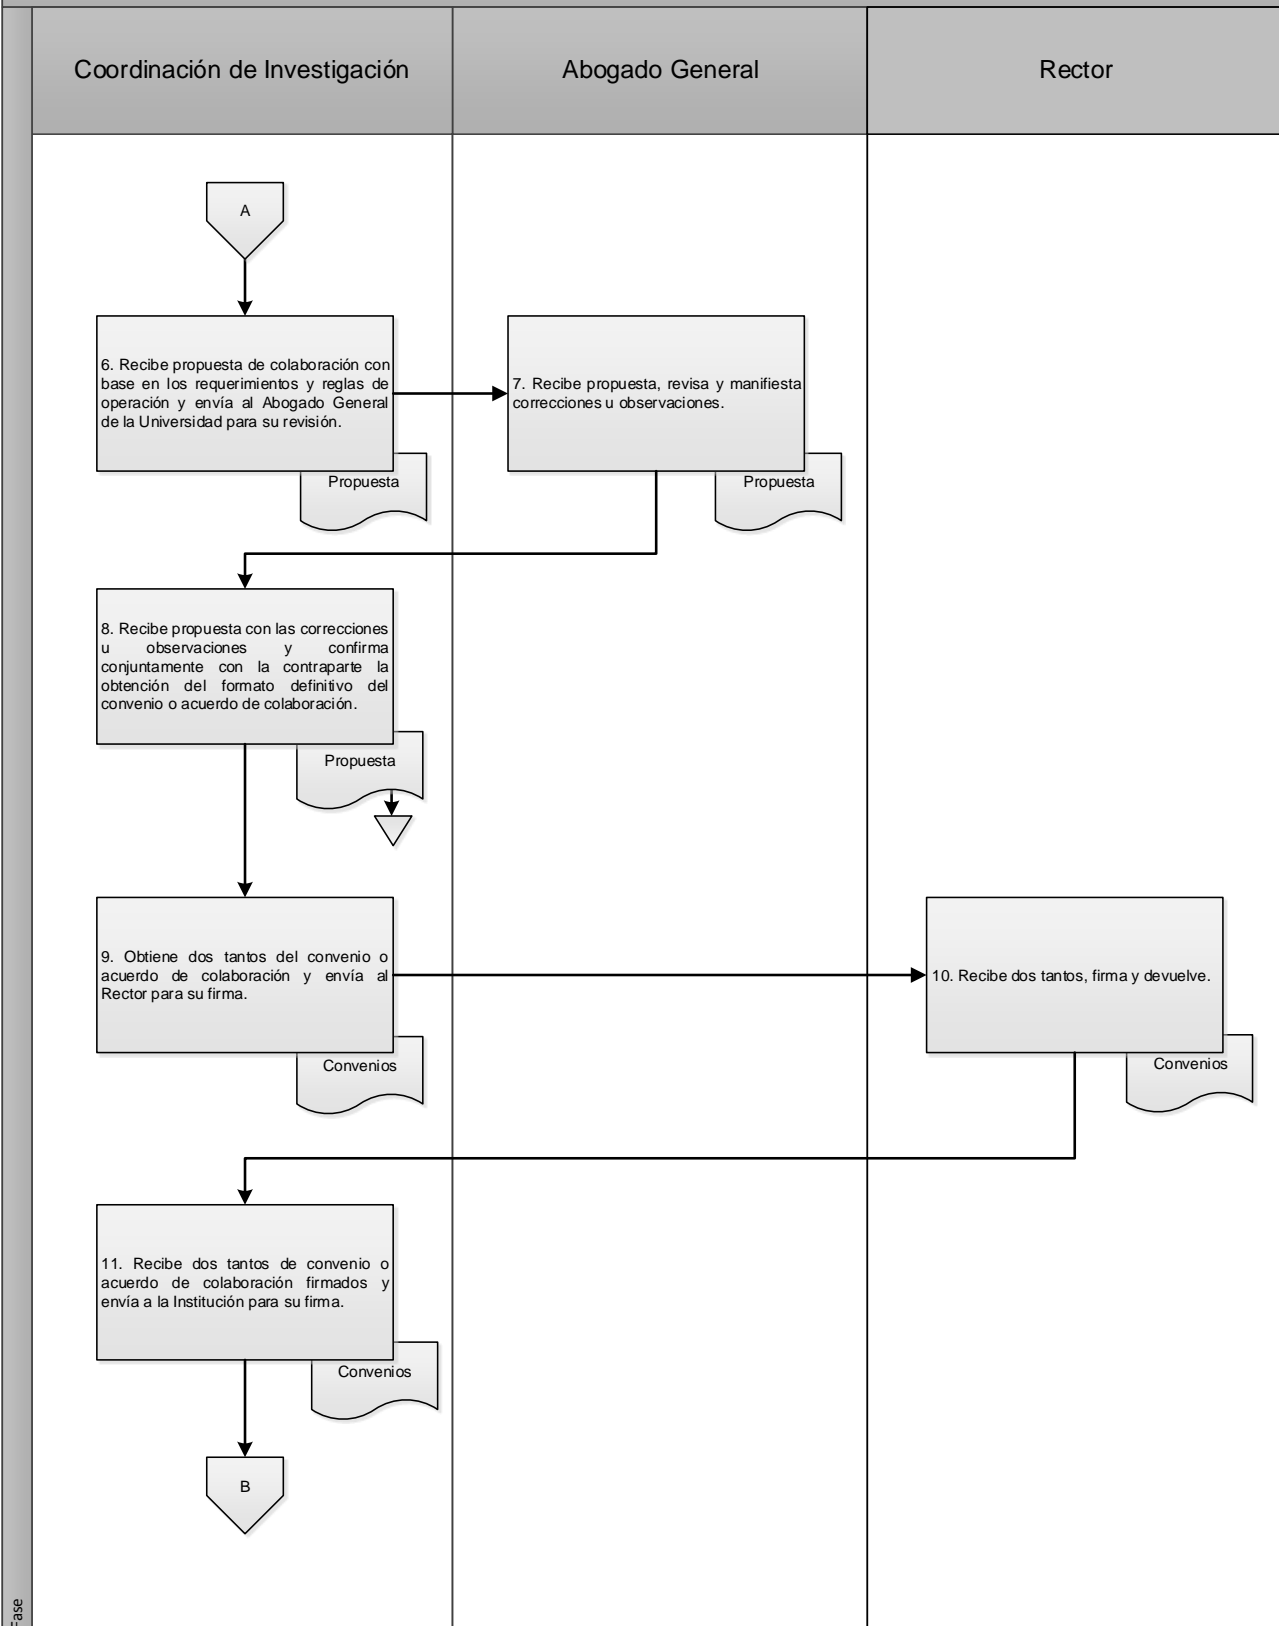 Coordinación de Investigación
Abogado General
Rector
A
6. Recibe propuesta de colaboración con
base en los requerimientos y reglas de
operación y envía al Abogado General
de la Universidad para su revisión.
Propuesta
7. Recibe propuesta, revisa y manifiesta
correcciones u observaciones.
Propuesta
8. Recibe propuesta con las correcciones
u observaciones y confirma
conjuntamente con la contraparte la
obtención del formato definitivo del
convenio o acuerdo de colaboración.
Propuesta
9. Obtiene dos tantos del convenio o
acuerdo de colaboración y envía al
Rector para su firma.
Convenios
10. Recibe dos tantos, firma y devuelve.
Convenios
11. Recibe dos tantos de convenio o
acuerdo de colaboración firmados y
envía a la Institución para su firma.
Convenios
B
Fase